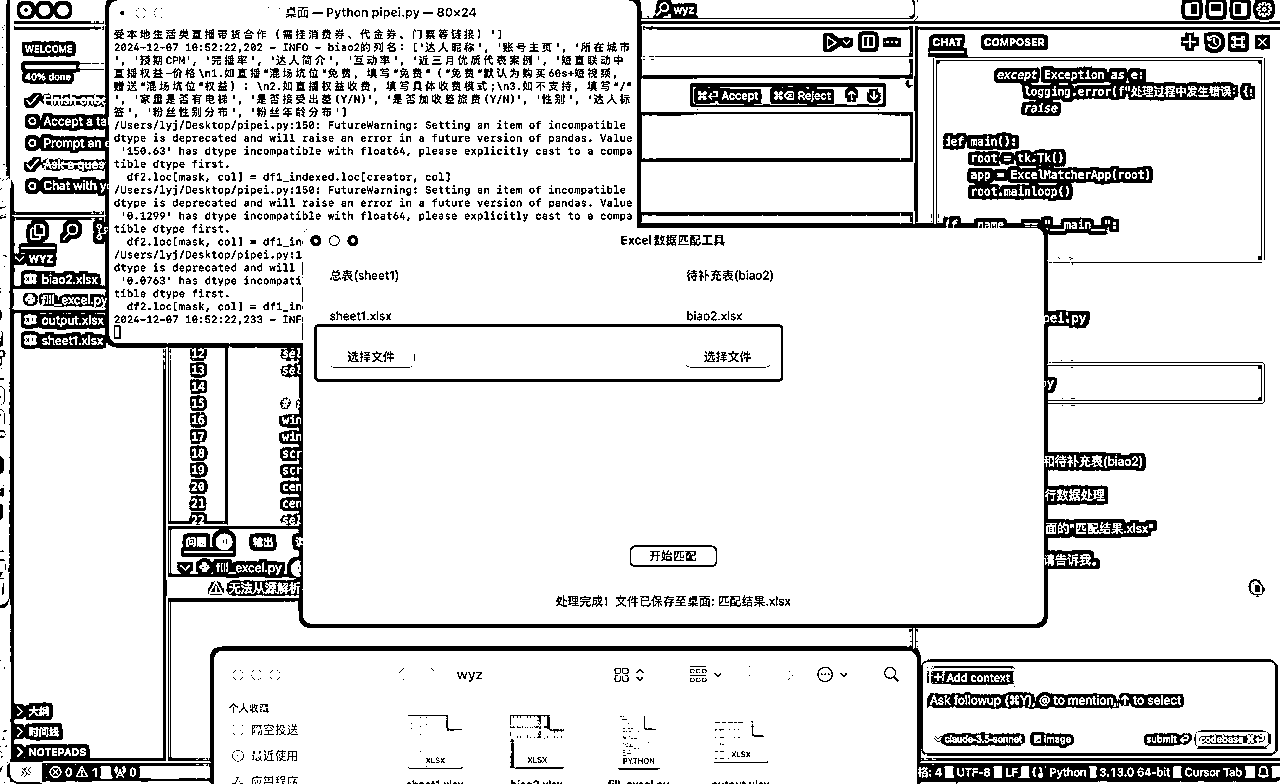 桌面 — Python pipei.py — 80×24
受本地生活类直播带货合作（需挂消费券、代金券、门票等链接）']
2024-12-07 10:52:22,202 - INFO - biao2的列名: ['达人昵称', '账号主页', '所在城市
', '预期CPM', '完播率', '达人简介', '互动率', '近三月优质代表案例', '短直联动中
直播权益-价格 \n1.如直播"混场坑位"免费，填写"免费"（"免费"默认为购买60s+短视频，
赠送"混场坑位"权益）；\n2.如直播权益收费，填写具体收费模式;\n3.如不支持，填写"/"
', '家里是否有电梯', '是否接受出差(Y/N)', '是否加收差旅费(Y/N)', '性别', '达人标
签', '粉丝性别分布', '粉丝年龄分布']
/Users/lyj/Desktop/pipei.py:150: FutureWarning: Setting an item of incompatible
dtype is deprecated and will raise an error in a future version of pandas. Value
'150.63' has dtype incompatible with float64, please explicitly cast to a compa
tible dtype first.
df2.loc[mask, col] = df1_indexed.loc[creator, col]
/Users/lyj/Desktop/pipei.py:150: FutureWarning: Setting an item of incompatible
dtype is deprecated and will raise an error in a future version of pandas. Value
'0.1299' has dtype incompatible with float64, please explicitly cast to a compa
tible dtype first.
df2.loc[mask, col] = df1_in
/Users/lyj/Desktop/pipei.py:1
dtype is deprecated and will
'0.0763' has dtype incompati
tible dtype first.
df2.loc[mask, col] = df1_in
2024-12-07 10:52:22,233 - INF
wyz
WELCOME
40% done
Finish onbo
Accept a ta
Prompt an e
Ask a ques
Chat with yo
WYZ
biao2.xlsx
fill_excel.py
output.xlsx
sheet1.xlsx
大纲
时间线
NOTEPADS
⌘⏎ Accept
⌘⌫ Reject
12
13
14
15
16
17
18
19
20
21
22
sel
sel
win
win
scr
scr
cen
cen
sel
问题
输出
fill_excel.py
无法从源解析
Excel 数据匹配工具
总表(sheet1)
待补充表(biao2)
sheet1.xlsx
biao2.xlsx
选择文件
选择文件
开始匹配
处理完成！文件已保存至桌面: 匹配结果.xlsx
CHAT
COMPOSER
except Exception as e:
logging.error(f"处理过程中发生错误: {
raise
def main():
root = tk.Tk()
app = ExcelMatcherApp(root)
root.mainloop()
if __name__ == "__main__":
pei.py
py
和待补充表(biao2)
行数据处理
面的"匹配结果.xlsx"
请告诉我。
+ Add context
Ask followup (⌘Y), @ to mention, ↑ to select
claude-3.5-sonnet
image
submit ⏎
codebase ⌘⏎
wyz
个人收藏
隔空投送
最近使用
应用程序
XLSX
XLSX
PYTHON
XLSX
sheet1.xlsx
biao2.xlsx
fill_excel.py
output.xlsx
0
1
0
格: 4
UTF-8
LF
Python
3.13.0 64-bit
Cursor Tab